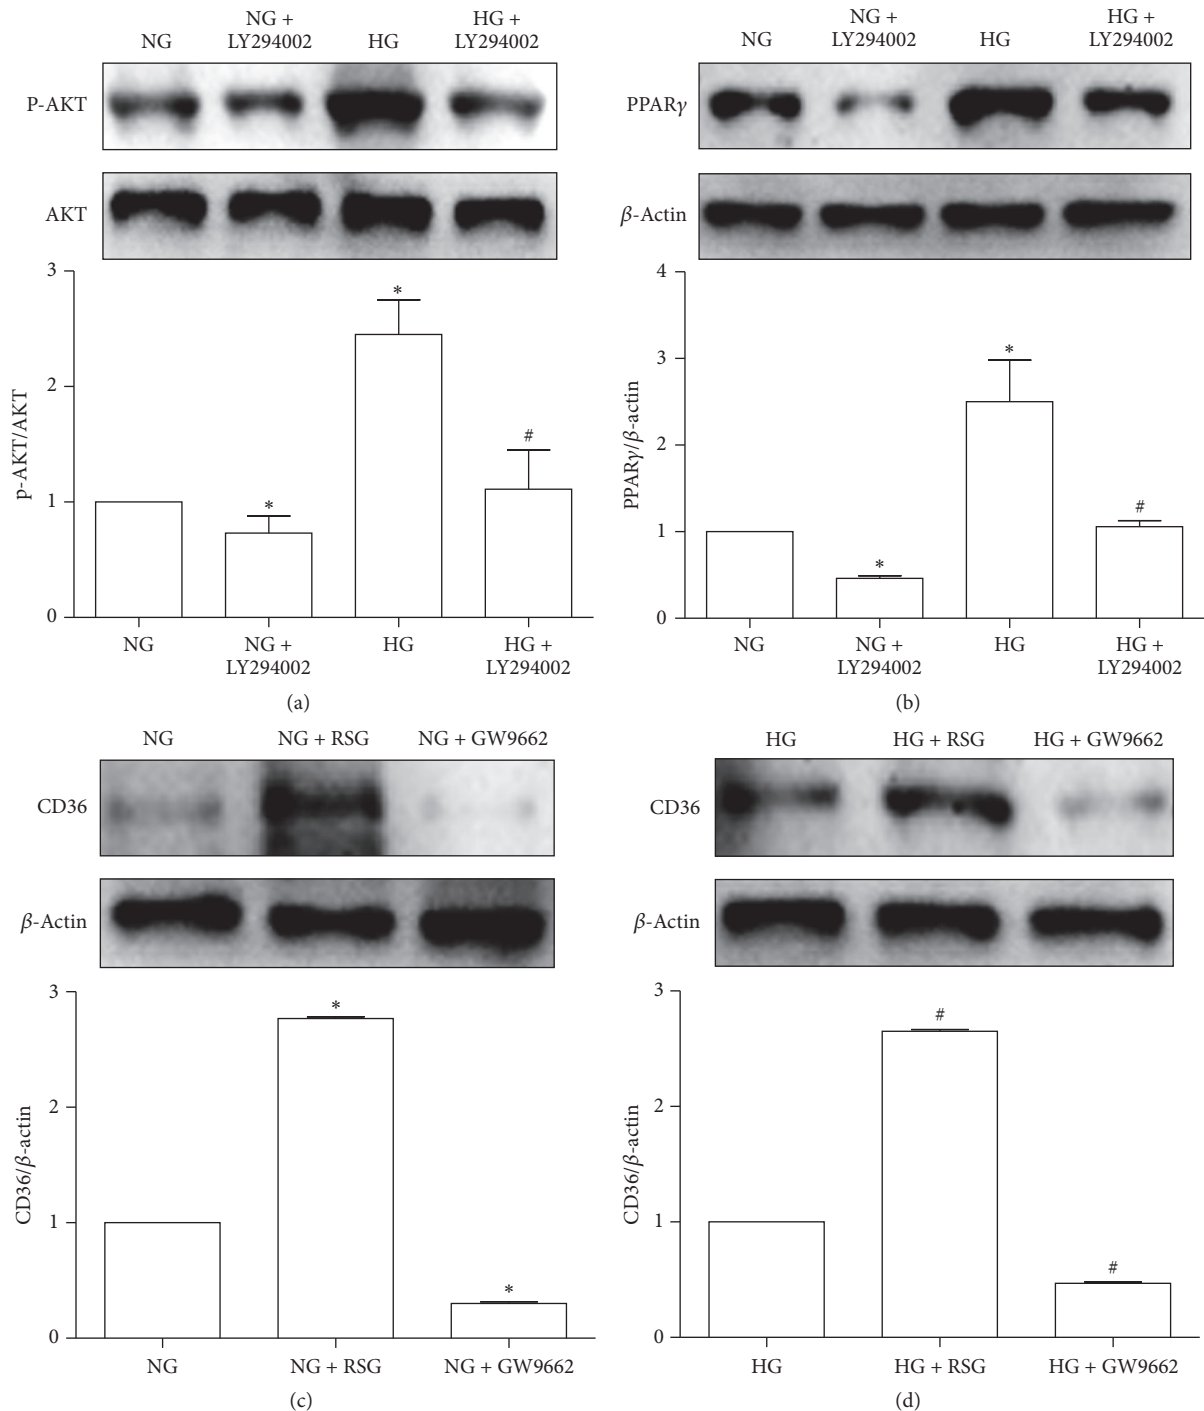 NG
NG +
LY294002
HG
HG +
LY294002
P-AKT
AKT
3
2
1
0
p-AKT/AKT
*
*
#
NG
NG +
LY294002
HG
HG +
LY294002
(a)
NG
NG +
LY294002
HG
HG +
LY294002
PPARγ
β-Actin
4
3
2
1
0
PPARγ/β-actin
*
*
#
NG
NG +
LY294002
HG
HG +
LY294002
(b)
NG
NG + RSG
NG + GW9662
CD36
β-Actin
3
2
1
0
CD36/β-actin
*
*
NG
NG + RSG
NG + GW9662
(c)
HG
HG + RSG
HG + GW9662
CD36
β-Actin
3
2
1
0
CD36/β-actin
#
#
HG
HG + RSG
HG + GW9662
(d)